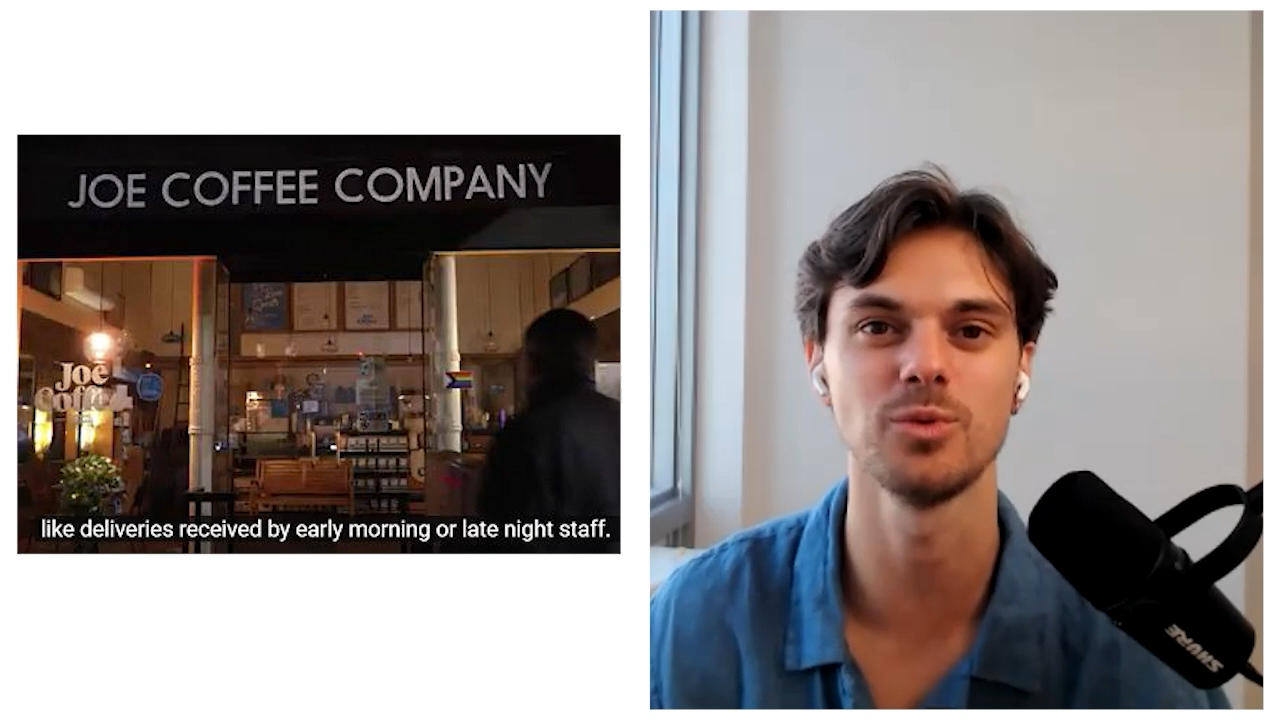 JOE COFFEE COMPANY
Joe
Coffee
like deliveries received by early morning or late night staff.
SHURE